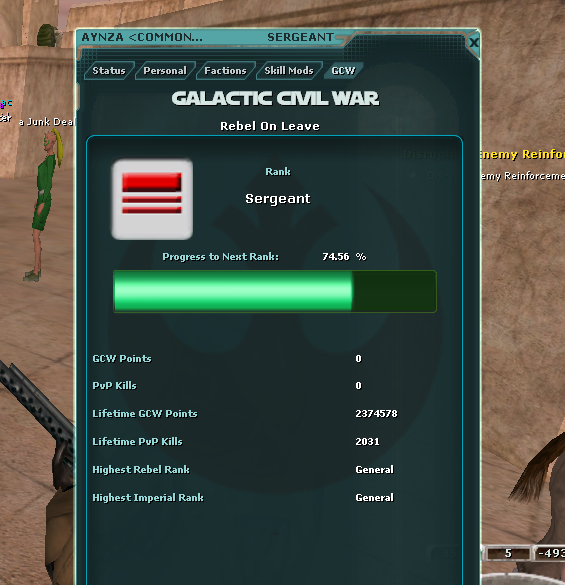 AYNZA <COMMON... SERGEANT
Status Personal Factions Skill Mods GCW
GALACTIC CIVIL WAR
Rebel On Leave
a Junk Dea
Enemy Reinfo
emy Reinforceme
Rank
Sergeant
Progress to Next Rank: 74.56 %
GCW Points 0
PvP Kills 0
Lifetime GCW Points 2374578
Lifetime PvP Kills 2031
Highest Rebel Rank General
Highest Imperial Rank General
5 -493